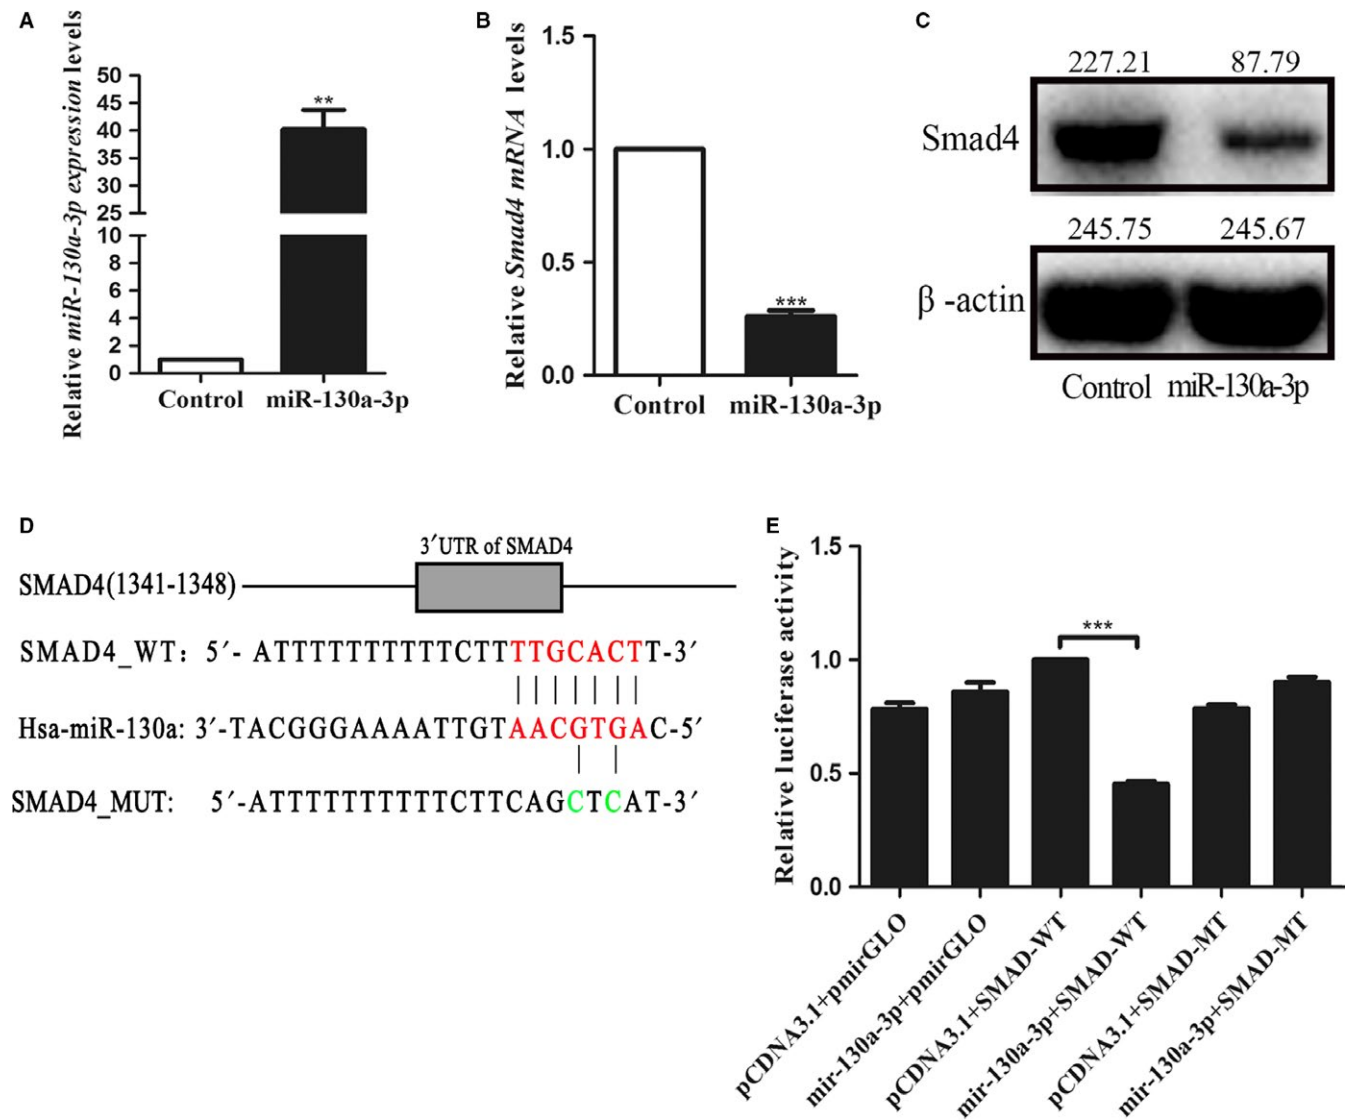 A
Relative miR-130a-3p expression levels
50
45
40
35
30
25
10
8
6
4
2
0
**
Control
miR-130a-3p
B
Relative Smad4 mRNA levels
1.5
1.0
0.5
0.0
***
Control
miR-130a-3p
C
227.21 87.79
Smad4
245.75 245.67
β -actin
Control miR-130a-3p
D
3′UTR of SMAD4
SMAD4(1341-1348)
SMAD4_WT: 5′- ATTTTTTTTTTCTTTTGCACTT-3′
Hsa-miR-130a: 3′-TACGGGAAAATTGTAACGTGAC-5′
SMAD4_MUT: 5′-ATTTTTTTTTTCTTCAGCTCAT-3′
E
Relative luciferase activity
1.5
1.0
0.5
0.0
***
pCDNA3.1+pmirGLO
mir-130a-3p+pmirGLO
pCDNA3.1+SMAD-WT
mir-130a-3p+SMAD-WT
pCDNA3.1+SMAD-MT
mir-130a-3p+SMAD-MT